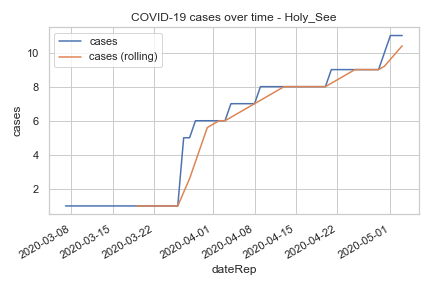 COVID-19 cases over time - Holy_See
cases
cases (rolling)
10
8
6
4
2
cases
2020-03-08
2020-03-15
2020-03-22
2020-04-01
2020-04-08
2020-04-15
2020-04-22
2020-05-01
dateRep